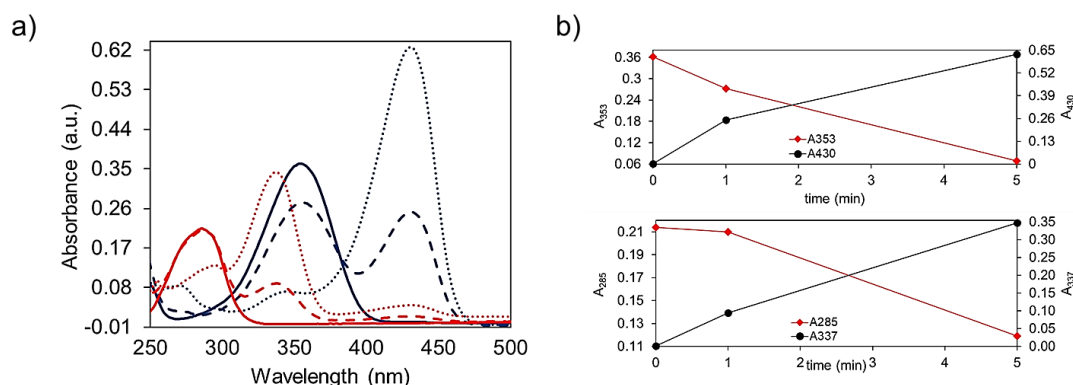 a)
0.62
0.53
0.44
0.35
0.26
0.17
0.08
-0.01
Absorbance (a.u.)
250 300 350 400 450 500
Wavelength (nm)
b)
0.36
0.3
0.24
0.18
0.12
0.06
A353
0.65
0.52
0.39
0.26
0.13
0
A430
A353
A430
0 1 2 3 4 5
time (min)
0.21
0.19
0.17
0.15
0.13
0.11
A285
0.35
0.30
0.25
0.20
0.15
0.10
0.05
0.00
A337
A285
A337
0 1 2 3 4 5
time (min)